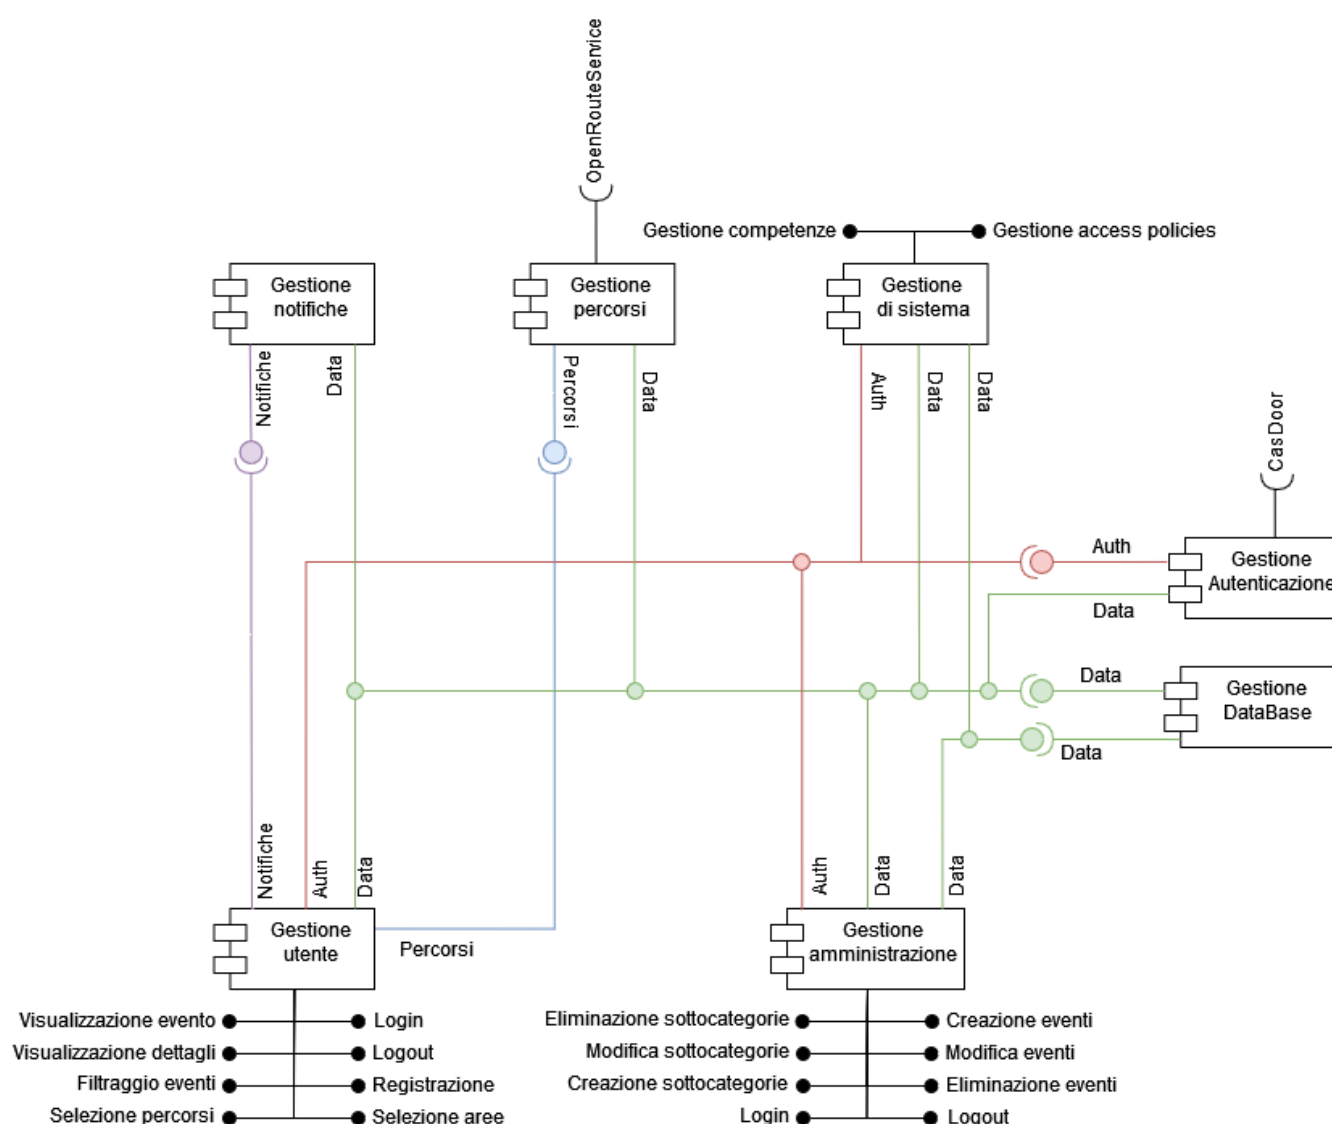 OpenRouteService
Gestione competenze
Gestione access policies
Gestione
notifiche
Gestione
percorsi
Gestione
di sistema
Notifiche
Data
Percorsi
Data
Auth
Data
Data
CasDoor
Auth
Gestione
Autenticazione
Data
Data
Gestione
DataBase
Data
Notifiche
Auth
Data
Auth
Data
Data
Gestione
utente
Percorsi
Gestione
amministrazione
Visualizzazione evento
Login
Visualizzazione dettagli
Logout
Filtraggio eventi
Registrazione
Selezione percorsi
Selezione aree
Eliminazione sottocategorie
Creazione eventi
Modifica sottocategorie
Modifica eventi
Creazione sottocategorie
Eliminazione eventi
Login
Logout